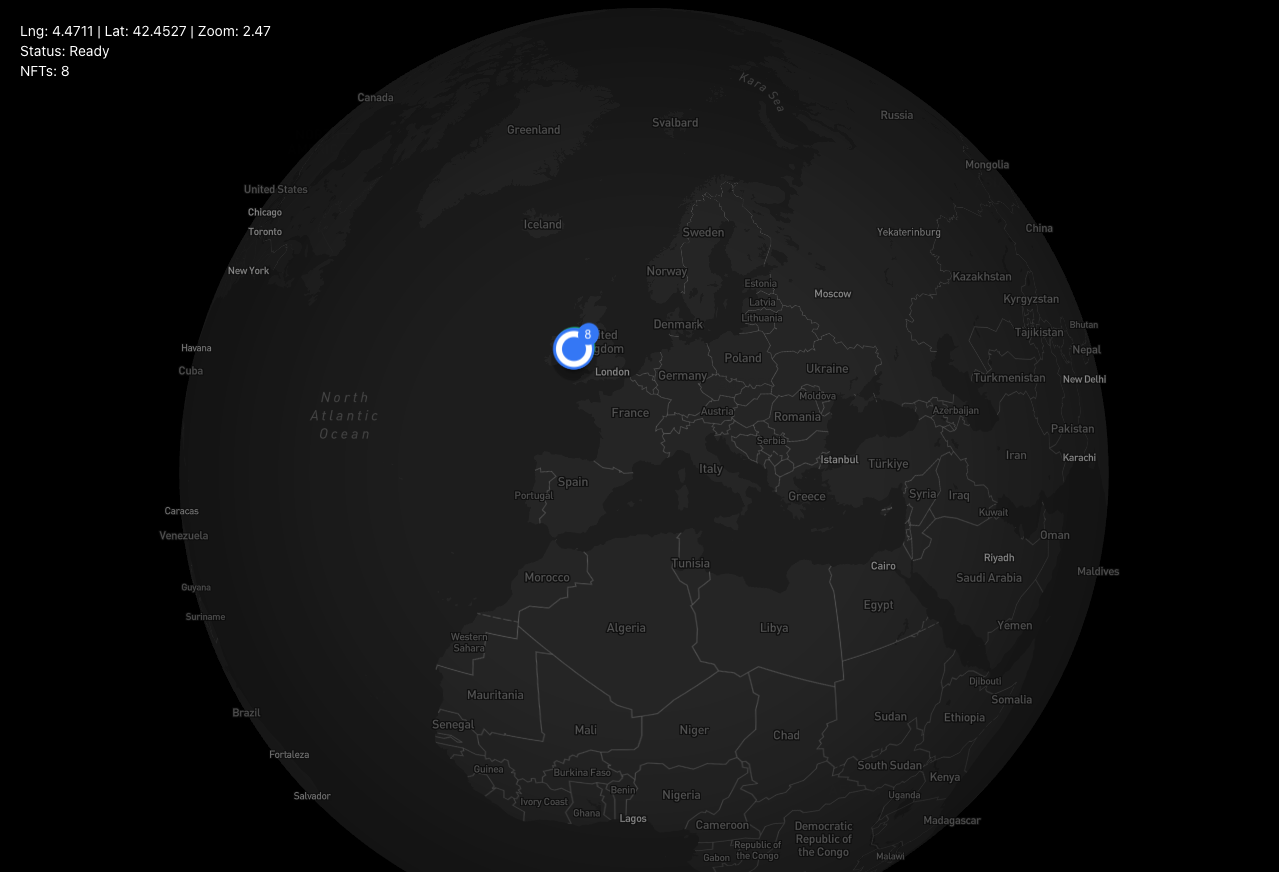 Lng: 4.4711 | Lat: 42.4527 | Zoom: 2.47
Status: Ready
NFTs: 8
Kara Sea
Canada
Russia
Svalbard
Greenland
Mongolia
United States
Chicago
Iceland
China
Toronto
Sweden
Yekaterinburg
New York
Norway
Kazakhstan
Estonia
Moscow
Kyrgyzstan
Latvia
Lithuania
Denmark
Bhutan
Tajikistan
8
Havana
Nepal
Poland
Cuba
London
Germany
Ukraine
Turkmenistan
New Delhi
Moldova
North
Atlantic
Ocean
France
Austria
Romania
Azerbaijan
Pakistan
Serbia
Iran
Karachi
Istanbul
Türkiye
Italy
Spain
Portugal
Greece
Syria
Iraq
Caracas
Kuwait
Venezuela
Oman
Riyadh
Tunisia
Cairo
Maldives
Morocco
Saudi Arabia
Guyana
Egypt
Suriname
Algeria
Libya
Yemen
Western
Sahara
Djibouti
Mauritania
Somalia
Brazil
Senegal
Mali
Niger
Chad
Sudan
Ethiopia
Fortaleza
South Sudan
Guinea
Burkina Faso
Kenya
Benin
Salvador
Nigeria
Uganda
Ivory Coast
Ghana
Lagos
Cameroon
Madagascar
Democratic
Republic of
the Congo
Republic of
the Congo
Gabon
Malawi